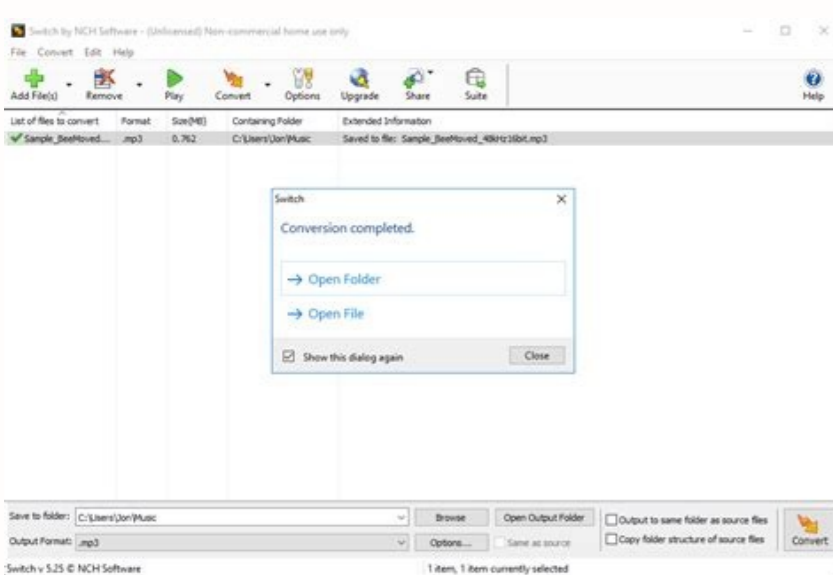 Switch by NCH Software - (Unlicensed) Non-commercial home use only
File Convert Edit Help
Add File(s) Remove Play Convert Options Upgrade Share Suite Help
List of files to convert Format Size(MB) Containing Folder Extended Information
Sample_BeeMoved... .mp3 0.762 C:\Users\Jon\Music Saved to file: Sample_BeeMoved_48kHz16bit.mp3
Switch
Conversion completed.
→ Open Folder
→ Open File
Show this dialog again Close
Save to folder: C:\Users\Jon\Music Browse Open Output Folder Output to same folder as source files
Output Format: .mp3 Options... Same as source Copy folder structure of source files Convert
Switch v 5.25 © NCH Software 1 item, 1 item currently selected